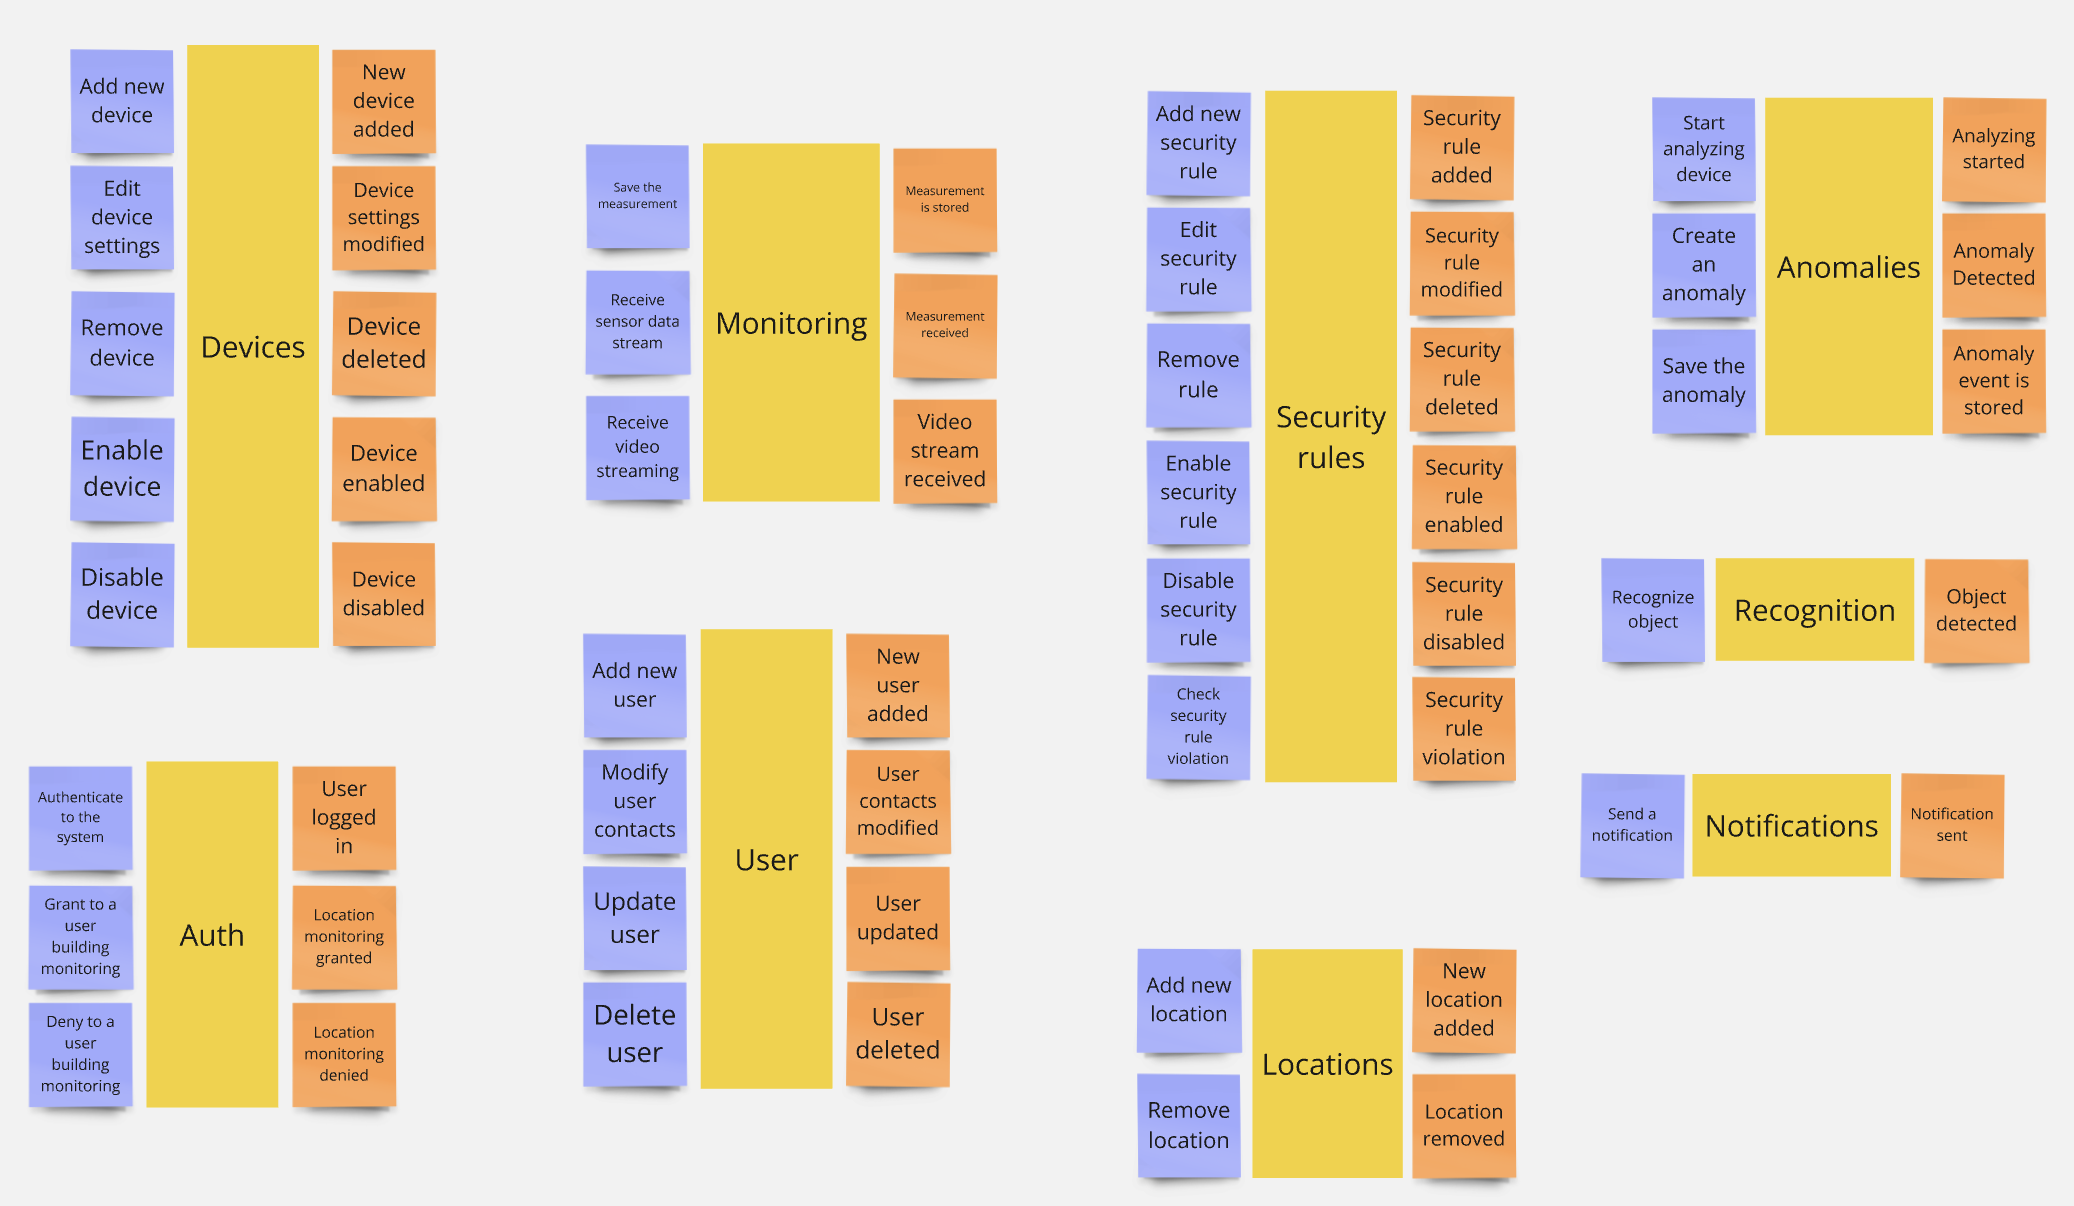 Add new
device
Edit
device
settings
Remove
device
Enable
device
Disable
device
Devices
New
device
added
Device
settings
modified
Device
deleted
Device
enabled
Device
disabled
Authenticate
to the
system
Grant to a
user
building
monitoring
Deny to a
user
building
monitoring
Auth
User
logged
in
Location
monitoring
granted
Location
monitoring
denied
Save the
measurement
Receive
sensor data
stream
Receive
video
streaming
Monitoring
Measurement
is stored
Measurement
received
Video
stream
received
Add new
user
Modify
user
contacts
Update
user
Delete
user
User
New
user
added
User
contacts
modified
User
updated
User
deleted
Add new
security
rule
Edit
security
rule
Remove
rule
Enable
security
rule
Disable
security
rule
Check
security
rule
violation
Security
rules
Security
rule
added
Security
rule
modified
Security
rule
deleted
Security
rule
enabled
Security
rule
disabled
Security
rule
violation
Add new
location
Remove
location
Locations
New
location
added
Location
removed
Start
analyzing
device
Create
an
anomaly
Save the
anomaly
Anomalies
Analyzing
started
Anomaly
Detected
Anomaly
event is
stored
Recognize
object
Recognition
Object
detected
Send a
notification
Notifications
Notification
sent